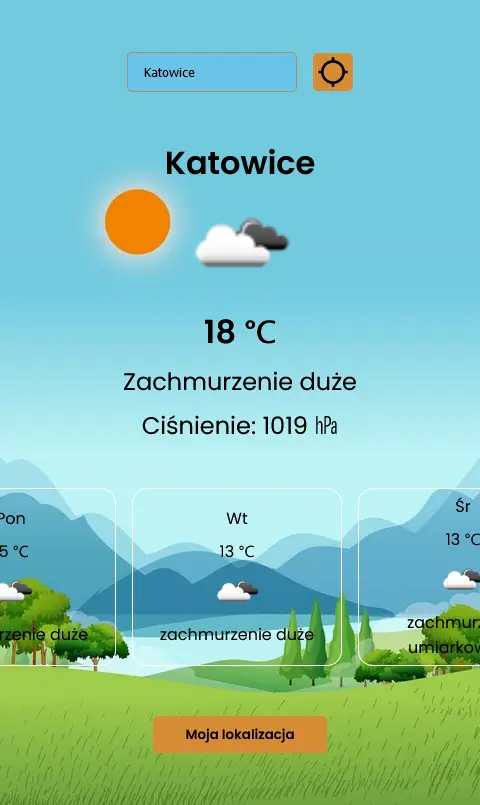 Katowice
Katowice
18 °C
Zachmurzenie duże
Ciśnienie: 1019 hPa
Pon
5 °C
zenie duże
Wt
13 °C
zachmurzenie duże
Śr
13 °C
zachmurz
umiarkow
Moja lokalizacja